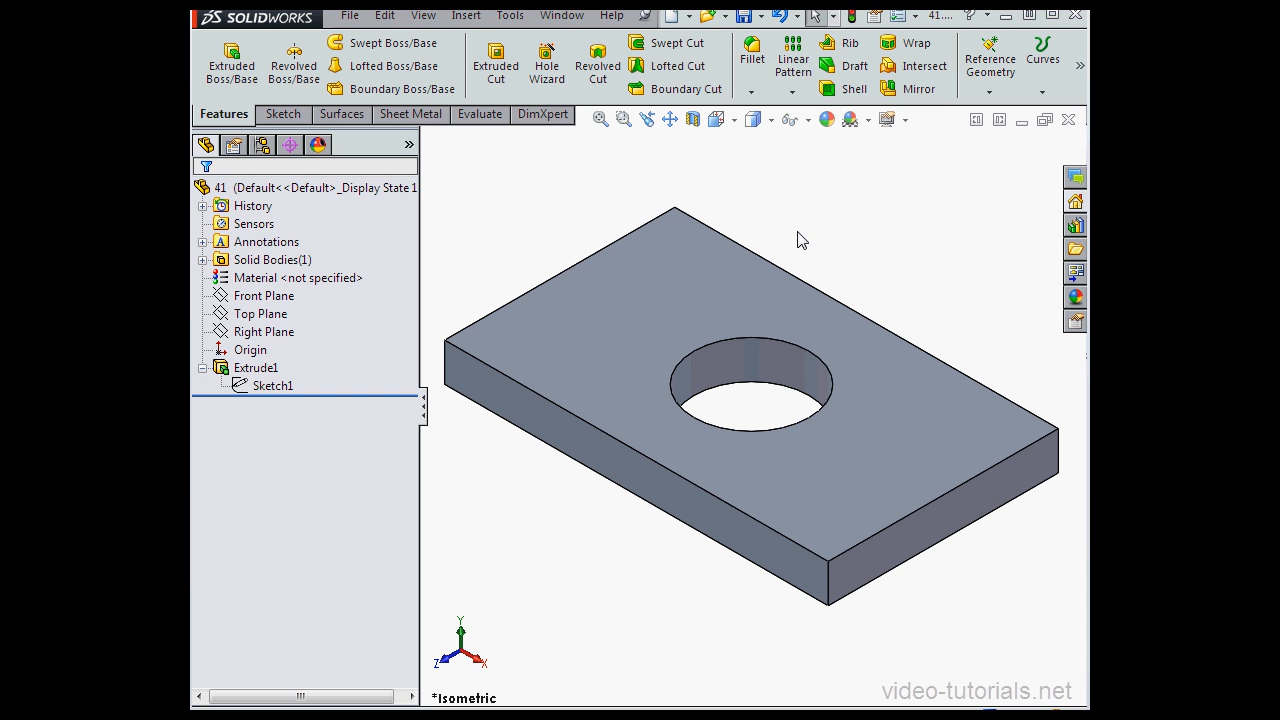 SOLIDWORKS File Edit View Insert Tools Window Help 41....
Extruded Boss/Base
Revolved Boss/Base
Swept Boss/Base
Lofted Boss/Base
Boundary Boss/Base
Extruded Cut
Hole Wizard
Revolved Cut
Swept Cut
Lofted Cut
Boundary Cut
Fillet
Linear Pattern
Rib
Draft
Shell
Wrap
Intersect
Mirror
Reference Geometry
Curves
Features Sketch Surfaces Sheet Metal Evaluate DimXpert
41 (Default<<Default>_Display State 1
History
Sensors
Annotations
Solid Bodies(1)
Material <not specified>
Front Plane
Top Plane
Right Plane
Origin
Extrude1
Sketch1
Y
Z
X
*Isometric
video-tutorials.net